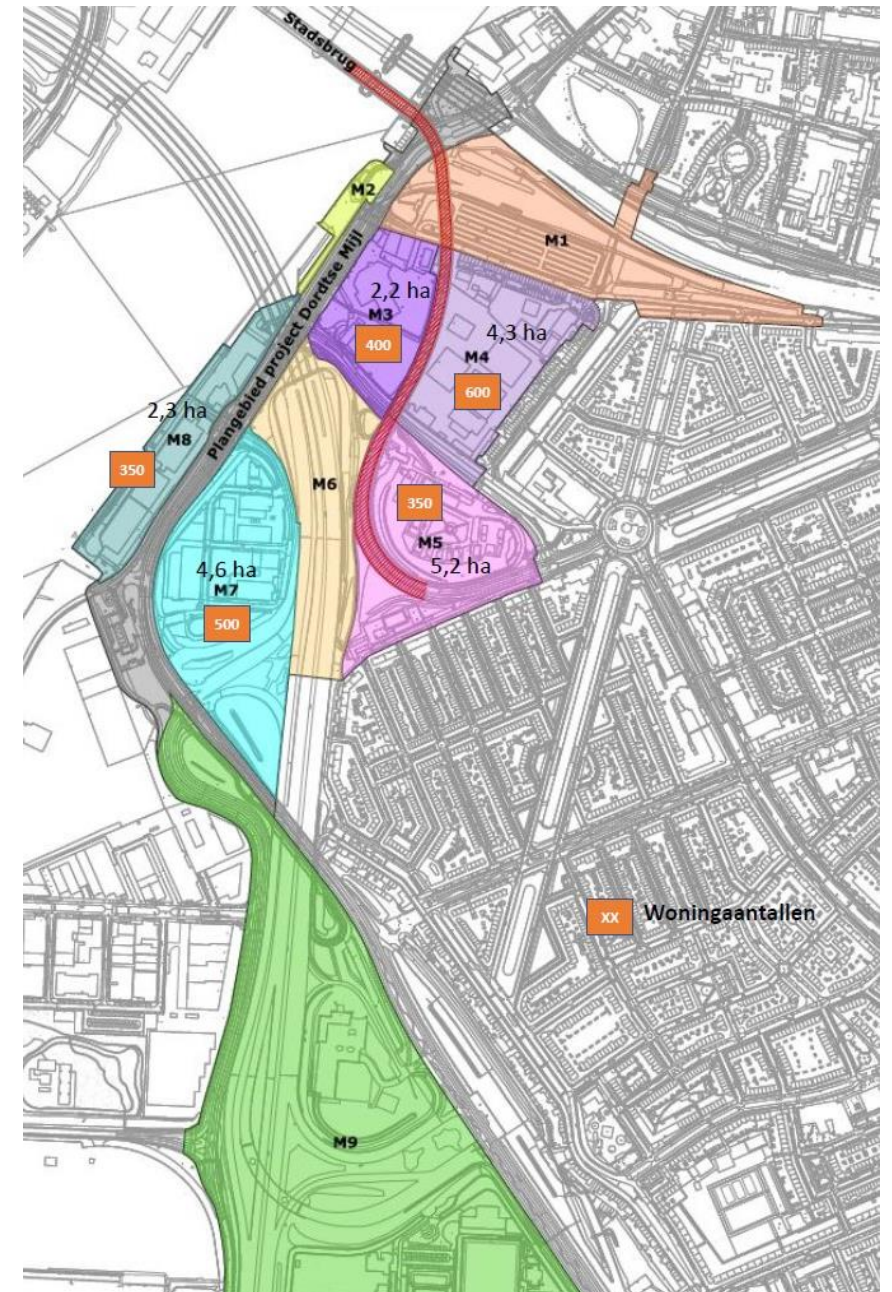 Stadsbrug
M2
M1
Plangebied project Dordtse Mijl
2,2 ha
M3
400
4,3 ha
M4
600
2,3 ha
M8
350
M6
350
M5
5,2 ha
4,6 ha
M7
500
XX Woningaantallen
M9